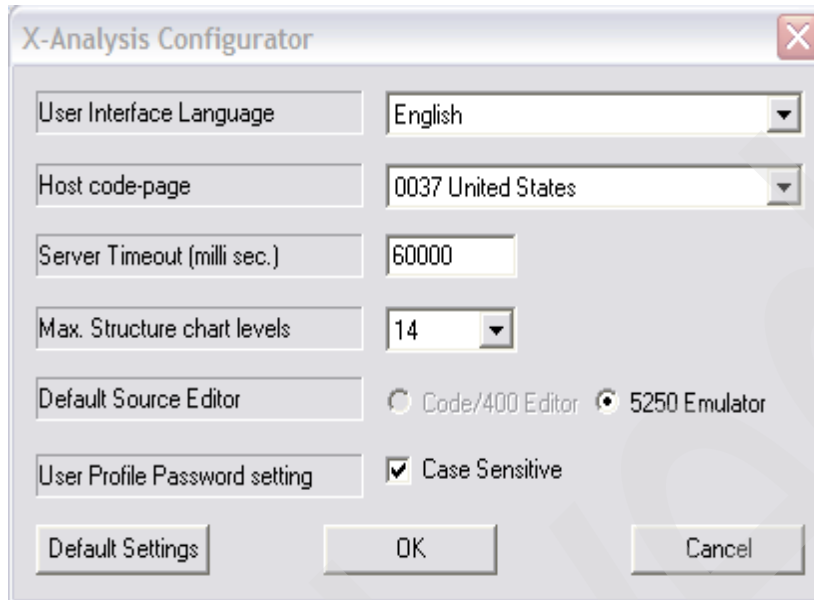 X-Analysis Configurator
User Interface Language English
Host code-page 0037 United States
Server Timeout (milli sec.) 60000
Max. Structure chart levels 14
Default Source Editor Code/400 Editor 5250 Emulator
User Profile Password setting Case Sensitive
Default Settings OK Cancel